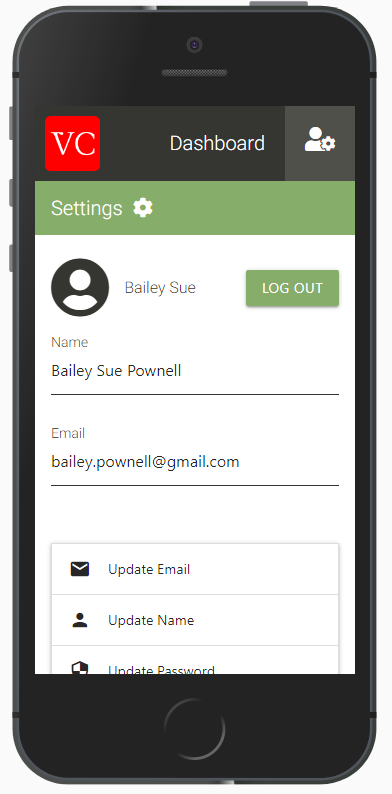 VC
Dashboard
Settings
Bailey Sue
LOG OUT
Name
Bailey Sue Pownell
Email
bailey.pownell@gmail.com
Update Email
Update Name
Update Password